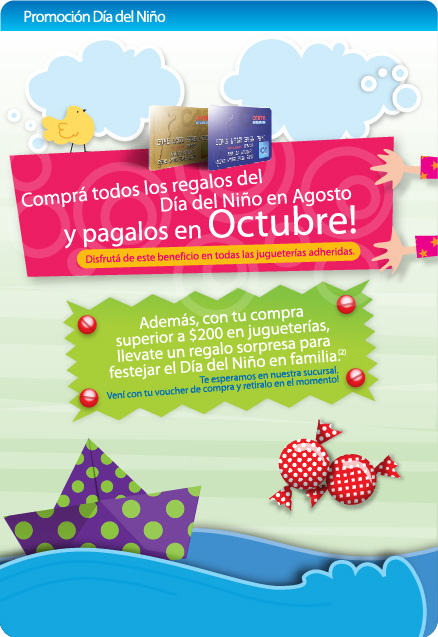 Promoción Día del Niño
Comprá todos los regalos del
Día del Niño en Agosto
y pagalos en Octubre!
Disfrutá de este beneficio en todas las jugueterías adheridas.
Además, con tu compra
superior a $200 en jugueterías,
llevate un regalo sorpresa para
festejar el Día del Niño en familia.(2)
Te esperamos en nuestra sucursal.
Vení con tu voucher de compra y retiralo en el momento!